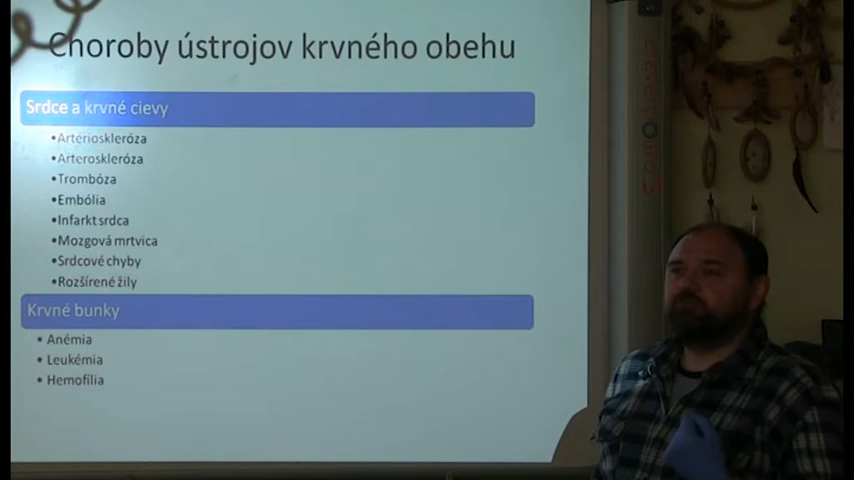 Choroby ústrojov krvného obehu
Srdce a krvné cievy
•Artérioskleróza
•Arteroskleróza
•Trombóza
•Embólia
•Infarkt srdca
•Mozgová mrtvica
•Srdcové chyby
•Rozšírené žily
Krvné bunky
• Anémia
• Leukémia
• Hemofília